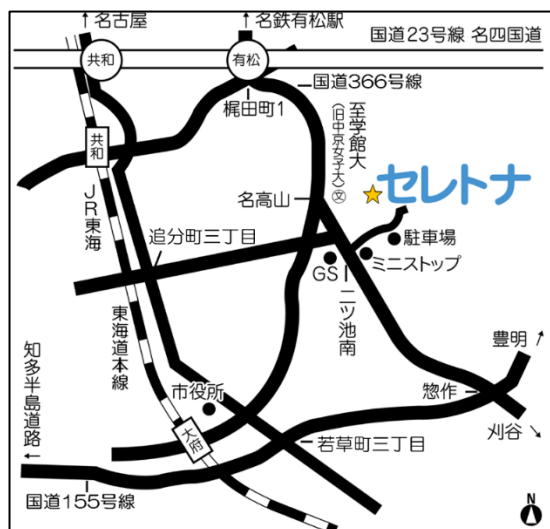 ↑名古屋
↑名鉄有松駅
国道23号線 名四国道
共和
有松
国道366号線
梶田町1
共和
至学館大
(旧中京女子大)
文
セレトナ
名高山
JR東海
追分町三丁目
駐車場
GS
ミニストップ
二ツ池南
東海道本線
豊明↑
知多半島道路
←
市役所
惣作
大府
若草町三丁目
刈谷
国道155号線
N